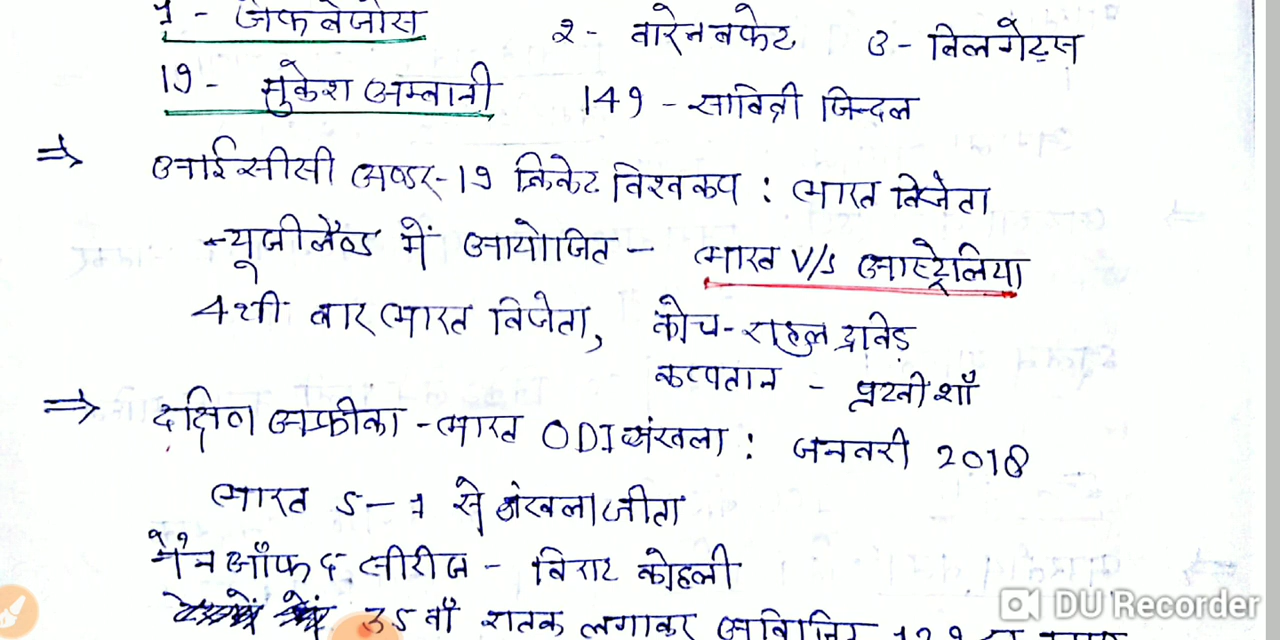 1 - जेफ बेजोस 2 - वारेन बफेट 3 - बिल गेट्स
19 - मुकेश अम्बानी 149 - सावित्री जिन्दल
⇒ आईसीसी अण्डर-19 क्रिकेट विश्वकप : भारत विजेता
न्यूजीलैण्ड में आयोजित - भारत V/s आस्ट्रेलिया
4थी बार भारत विजेता, कोच - राहुल द्रविड़
कप्तान - पृथ्वी शॉ
⇒ दक्षिण अफ्रीका - भारत ODI श्रंखला : जनवरी 2018
भारत 5-1 से श्रंखला जीता
मैन ऑफ द सीरीज - विराट कोहली
35 वाँ शतक लगाकर अविजित 129
DU Recorder